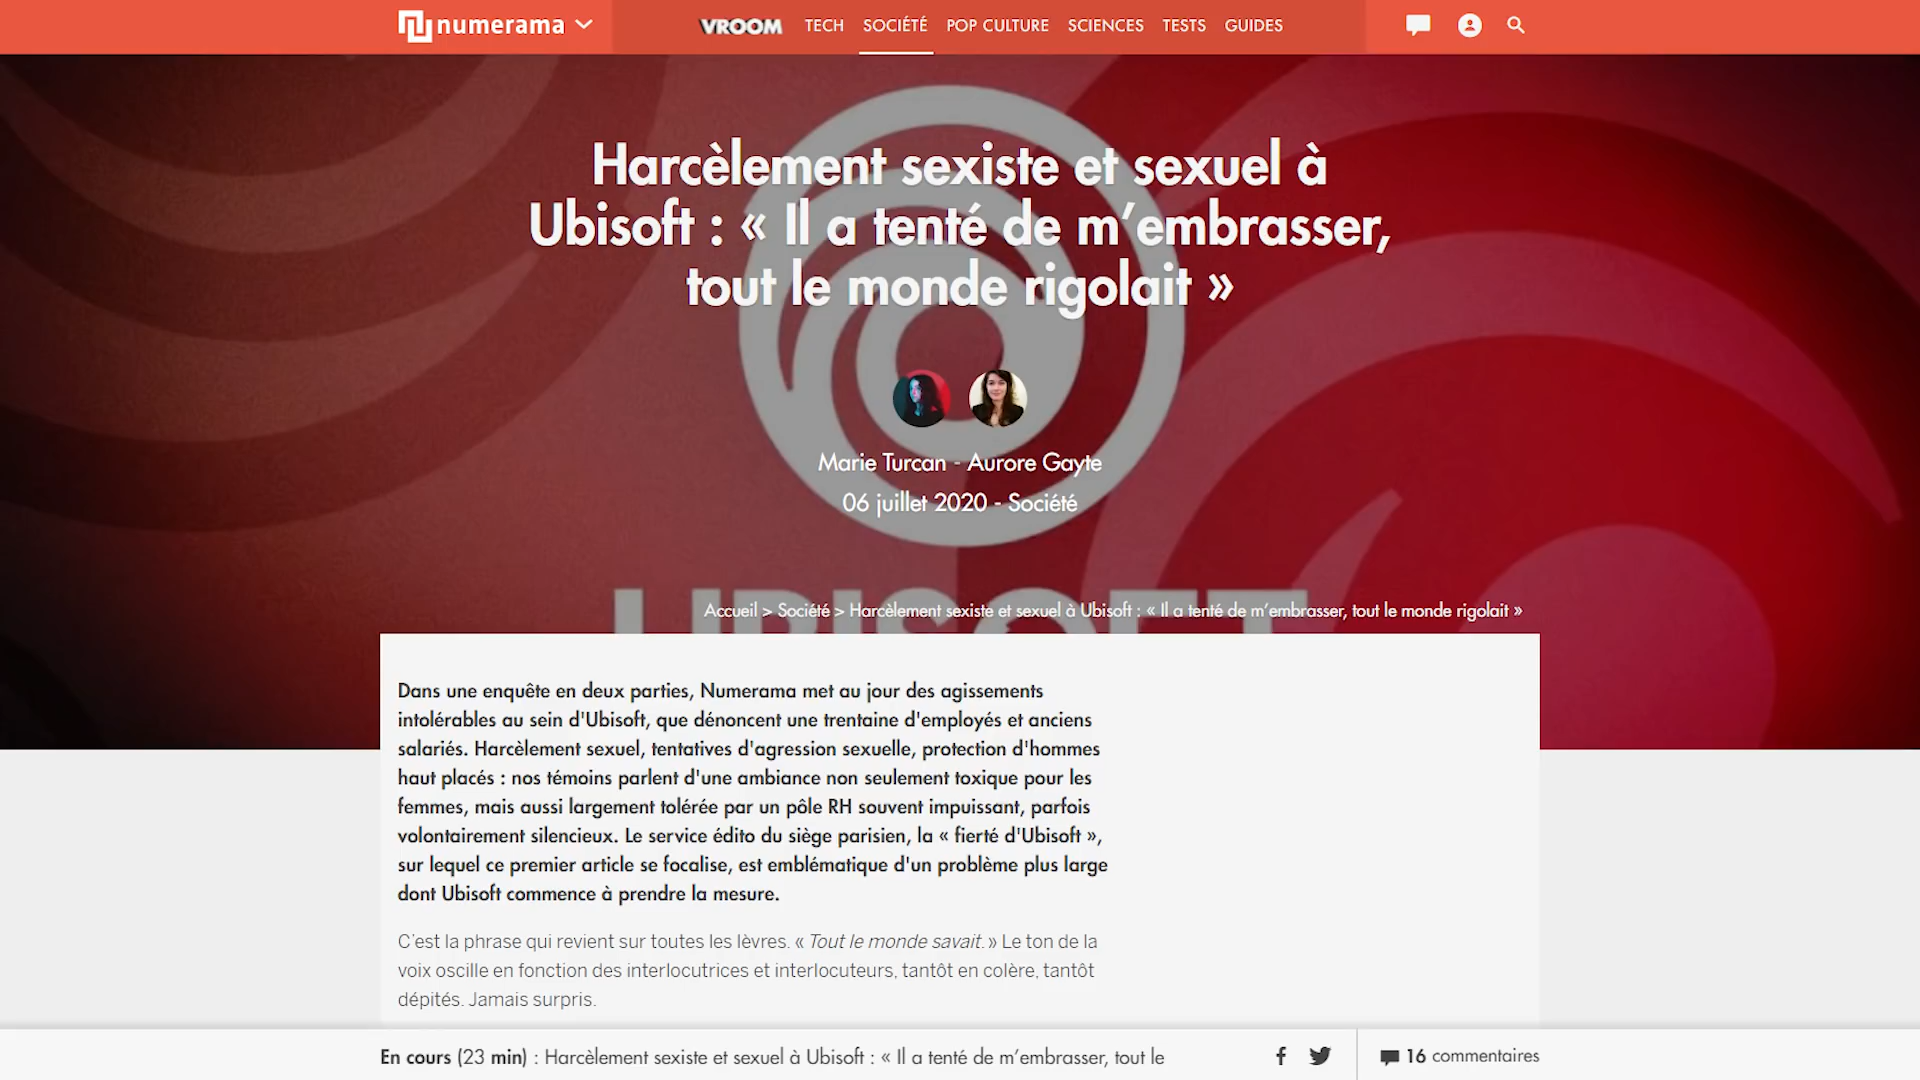 numerama
VROOM TECH SOCIÉTÉ POP CULTURE SCIENCES TESTS GUIDES
Harcèlement sexiste et sexuel à
Ubisoft : « Il a tenté de m’embrasser,
tout le monde rigolait »
Marie Turcan - Aurore Gayte
06 juillet 2020 - Société
UBISOFT
Accueil > Société > Harcèlement sexiste et sexuel à Ubisoft : « Il a tenté de m’embrasser, tout le monde rigolait »
Dans une enquête en deux parties, Numerama met au jour des agissements
intolérables au sein d'Ubisoft, que dénoncent une trentaine d'employés et anciens
salariés. Harcèlement sexuel, tentatives d'agression sexuelle, protection d'hommes
haut placés : nos témoins parlent d'une ambiance non seulement toxique pour les
femmes, mais aussi largement tolérée par un pôle RH souvent impuissant, parfois
volontairement silencieux. Le service édito du siège parisien, la « fierté d'Ubisoft »,
sur lequel ce premier article se focalise, est emblématique d'un problème plus large
dont Ubisoft commence à prendre la mesure.
C’est la phrase qui revient sur toutes les lèvres. « Tout le monde savait. » Le ton de la
voix oscille en fonction des interlocutrices et interlocuteurs, tantôt en colère, tantôt
dépités. Jamais surpris.
En cours (23 min) : Harcèlement sexiste et sexuel à Ubisoft : « Il a tenté de m’embrasser, tout le
16 commentaires